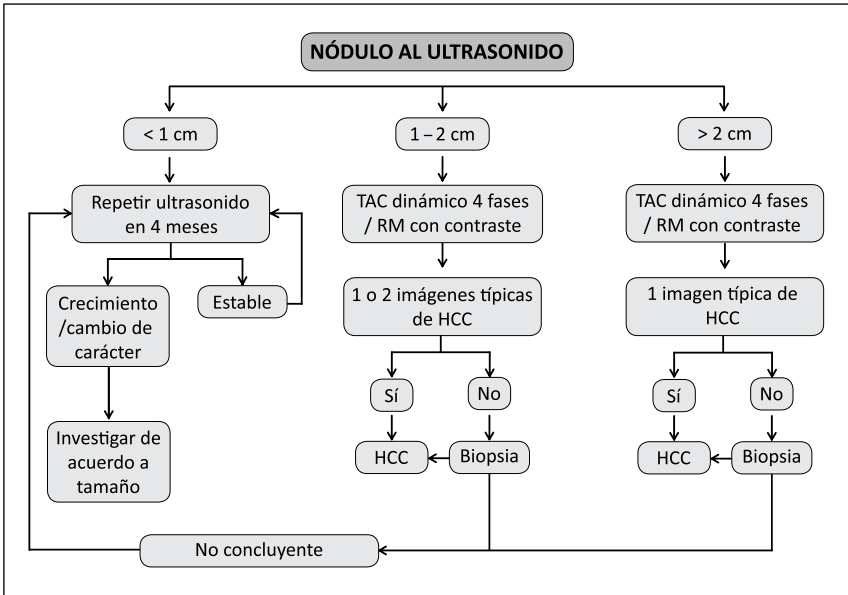 NÓDULO AL ULTRASONIDO
< 1 cm
1 – 2 cm
> 2 cm
Repetir ultrasonido
en 4 meses
TAC dinámico 4 fases
/ RM con contraste
TAC dinámico 4 fases
/ RM con contraste
Crecimiento
/cambio de
carácter
Estable
1 o 2 imágenes típicas
de HCC
1 imagen típica de
HCC
Sí
No
Sí
No
Investigar de
acuerdo a
tamaño
HCC
Biopsia
HCC
Biopsia
No concluyente